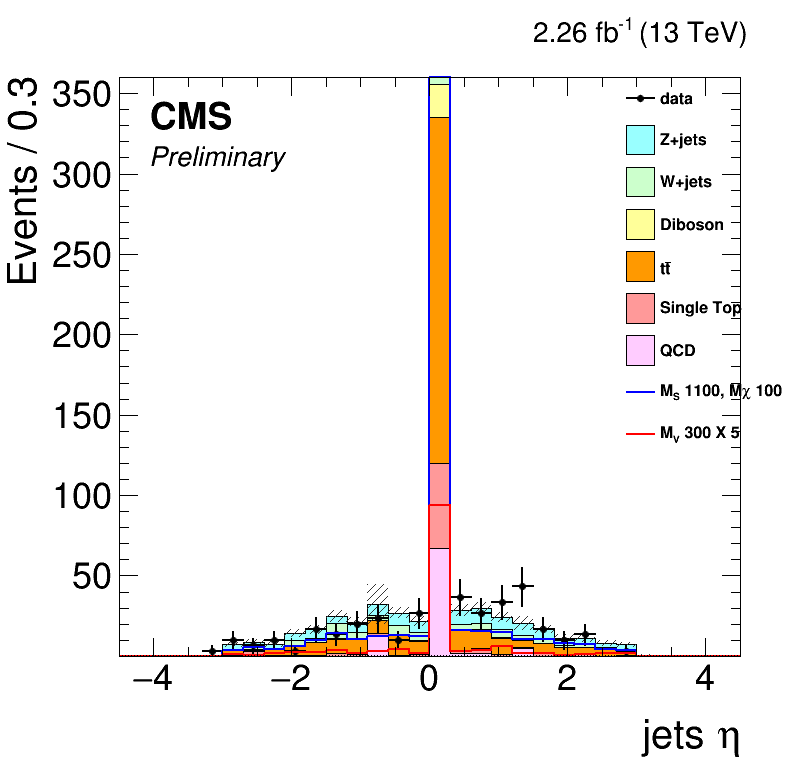 2.26 fb⁻¹ (13 TeV)
Events / 0.3
CMS
Preliminary
350
300
250
200
150
100
50
data
Z+jets
W+jets
Diboson
tt̄
Single Top
QCD
Mₛ 1100, Mχ 100
Mᵥ 300 X 5
−4 −2 0 2 4
jets η